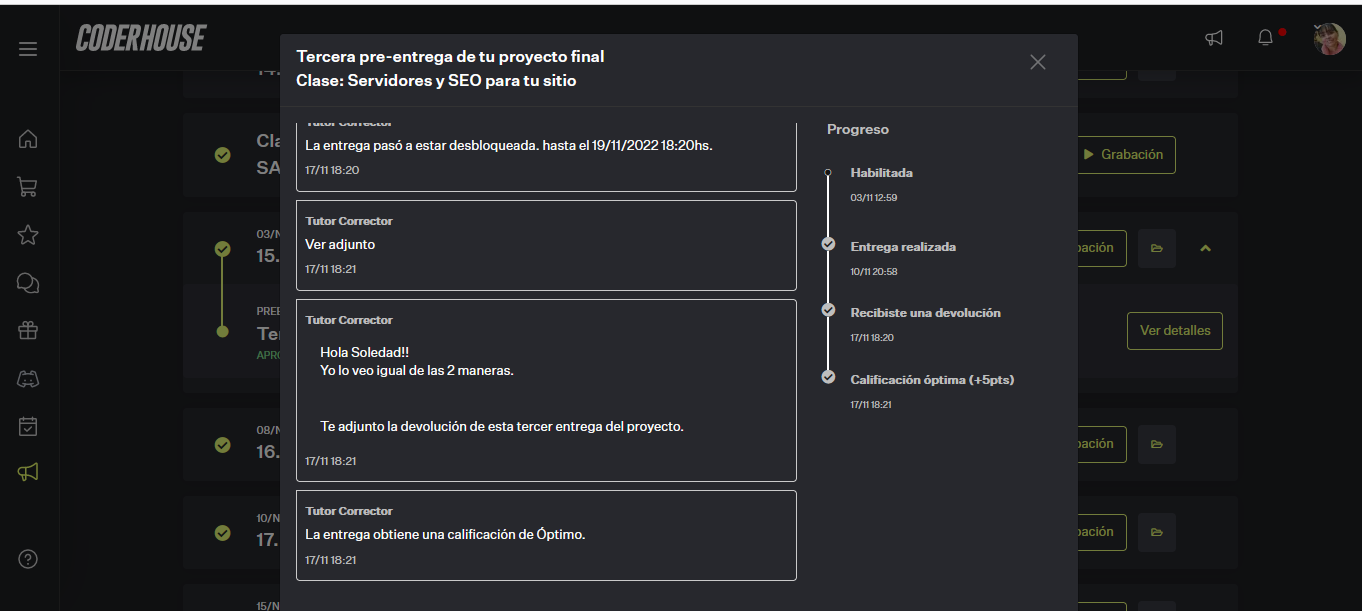 CODERHOUSE
Tercera pre-entrega de tu proyecto final
Clase: Servidores y SEO para tu sitio
14.
Cla
SA
Grabación
03/N
15.
PREE
Te
APRO
Ver detalles
08/N
16.
10/N
17.
15/N
Tutor Corrector
La entrega pasó a estar desbloqueada. hasta el 19/11/2022 18:20hs.
17/11 18:20
Tutor Corrector
Ver adjunto
17/11 18:21
Tutor Corrector
Hola Soledad!!
Yo lo veo igual de las 2 maneras.
Te adjunto la devolución de esta tercer entrega del proyecto.
17/11 18:21
Tutor Corrector
La entrega obtiene una calificación de Óptimo.
17/11 18:21
Progreso
Habilitada
03/11 12:59
Entrega realizada
10/11 20:58
Recibiste una devolución
17/11 18:20
Calificación óptima (+5pts)
17/11 18:21
bación
bación
bación